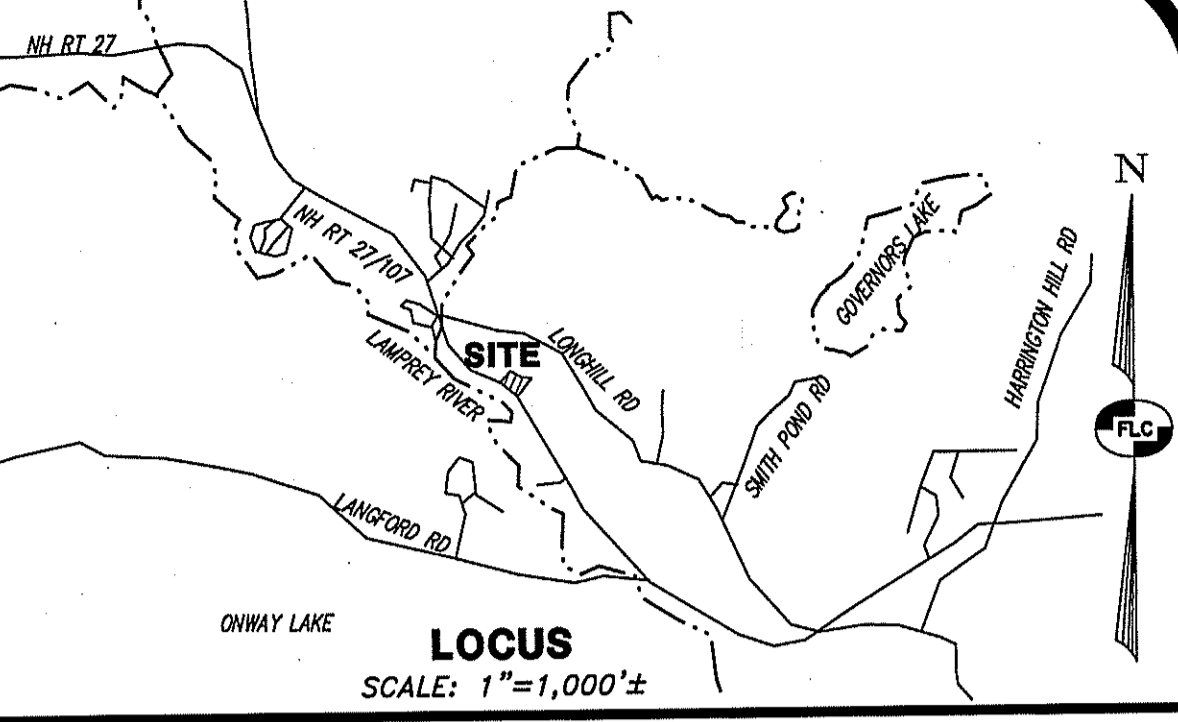 NH RT 27
N
NH RT 27/107
GOVERNORS LAKE
HARRINGTON HILL RD
LONGHILL RD
SITE
LAMPREY RIVER
SMITH POND RD
FLC
LANGFORD RD
ONWAY LAKE
LOCUS
SCALE: 1"=1,000'±